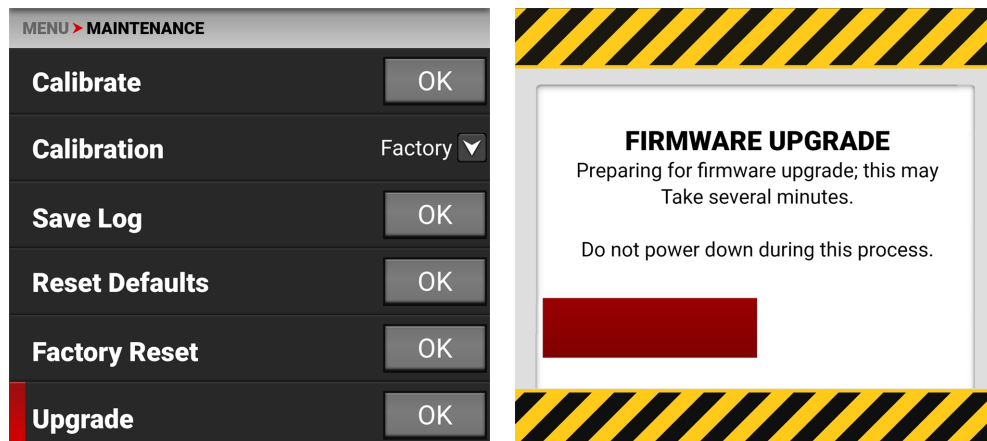 MENU > MAINTENANCE
Calibrate OK
Calibration Factory
Save Log OK
Reset Defaults OK
Factory Reset OK
Upgrade OK
FIRMWARE UPGRADE
Preparing for firmware upgrade; this may
Take several minutes.
Do not power down during this process.